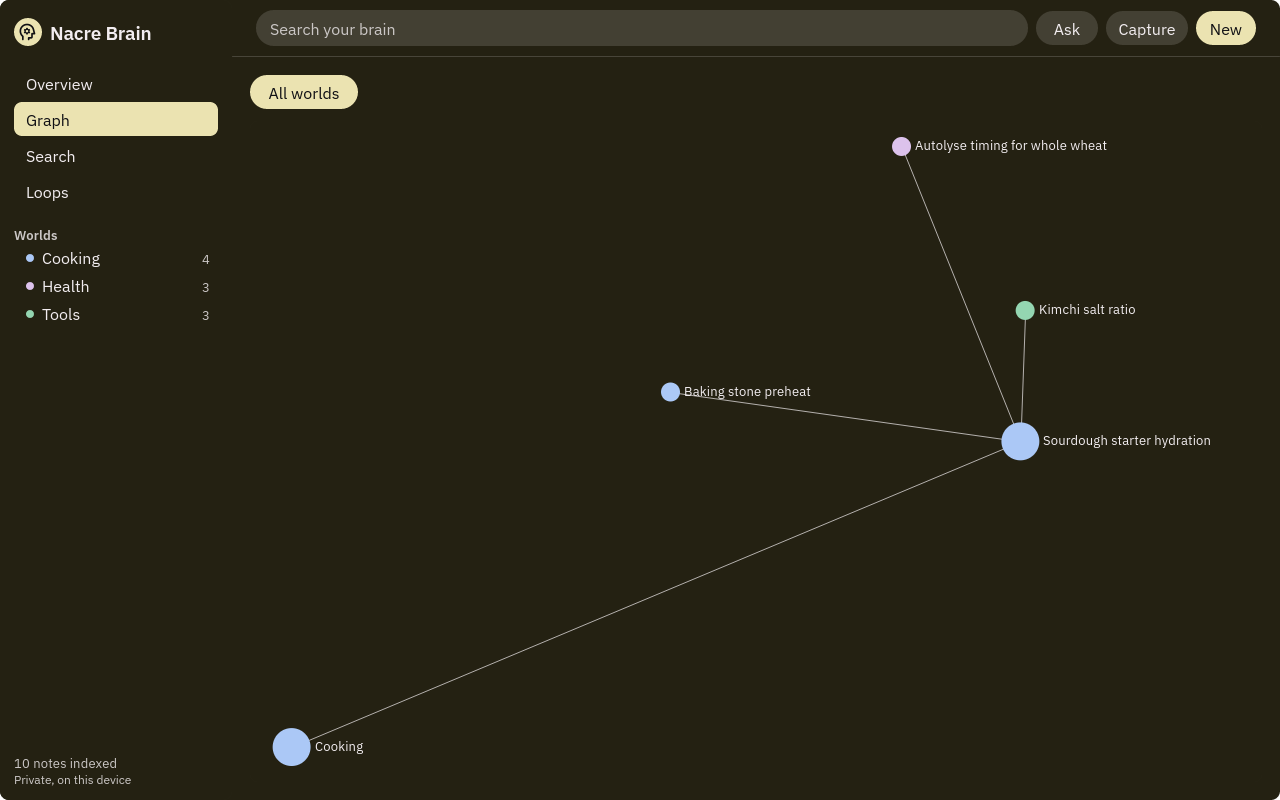 Nacre Brain
Search your brain
Ask
Capture
New
Overview
Graph
Search
Loops
Worlds
Cooking 4
Health 3
Tools 3
All worlds
Autolyse timing for whole wheat
Kimchi salt ratio
Baking stone preheat
Sourdough starter hydration
Cooking
10 notes indexed
Private, on this device